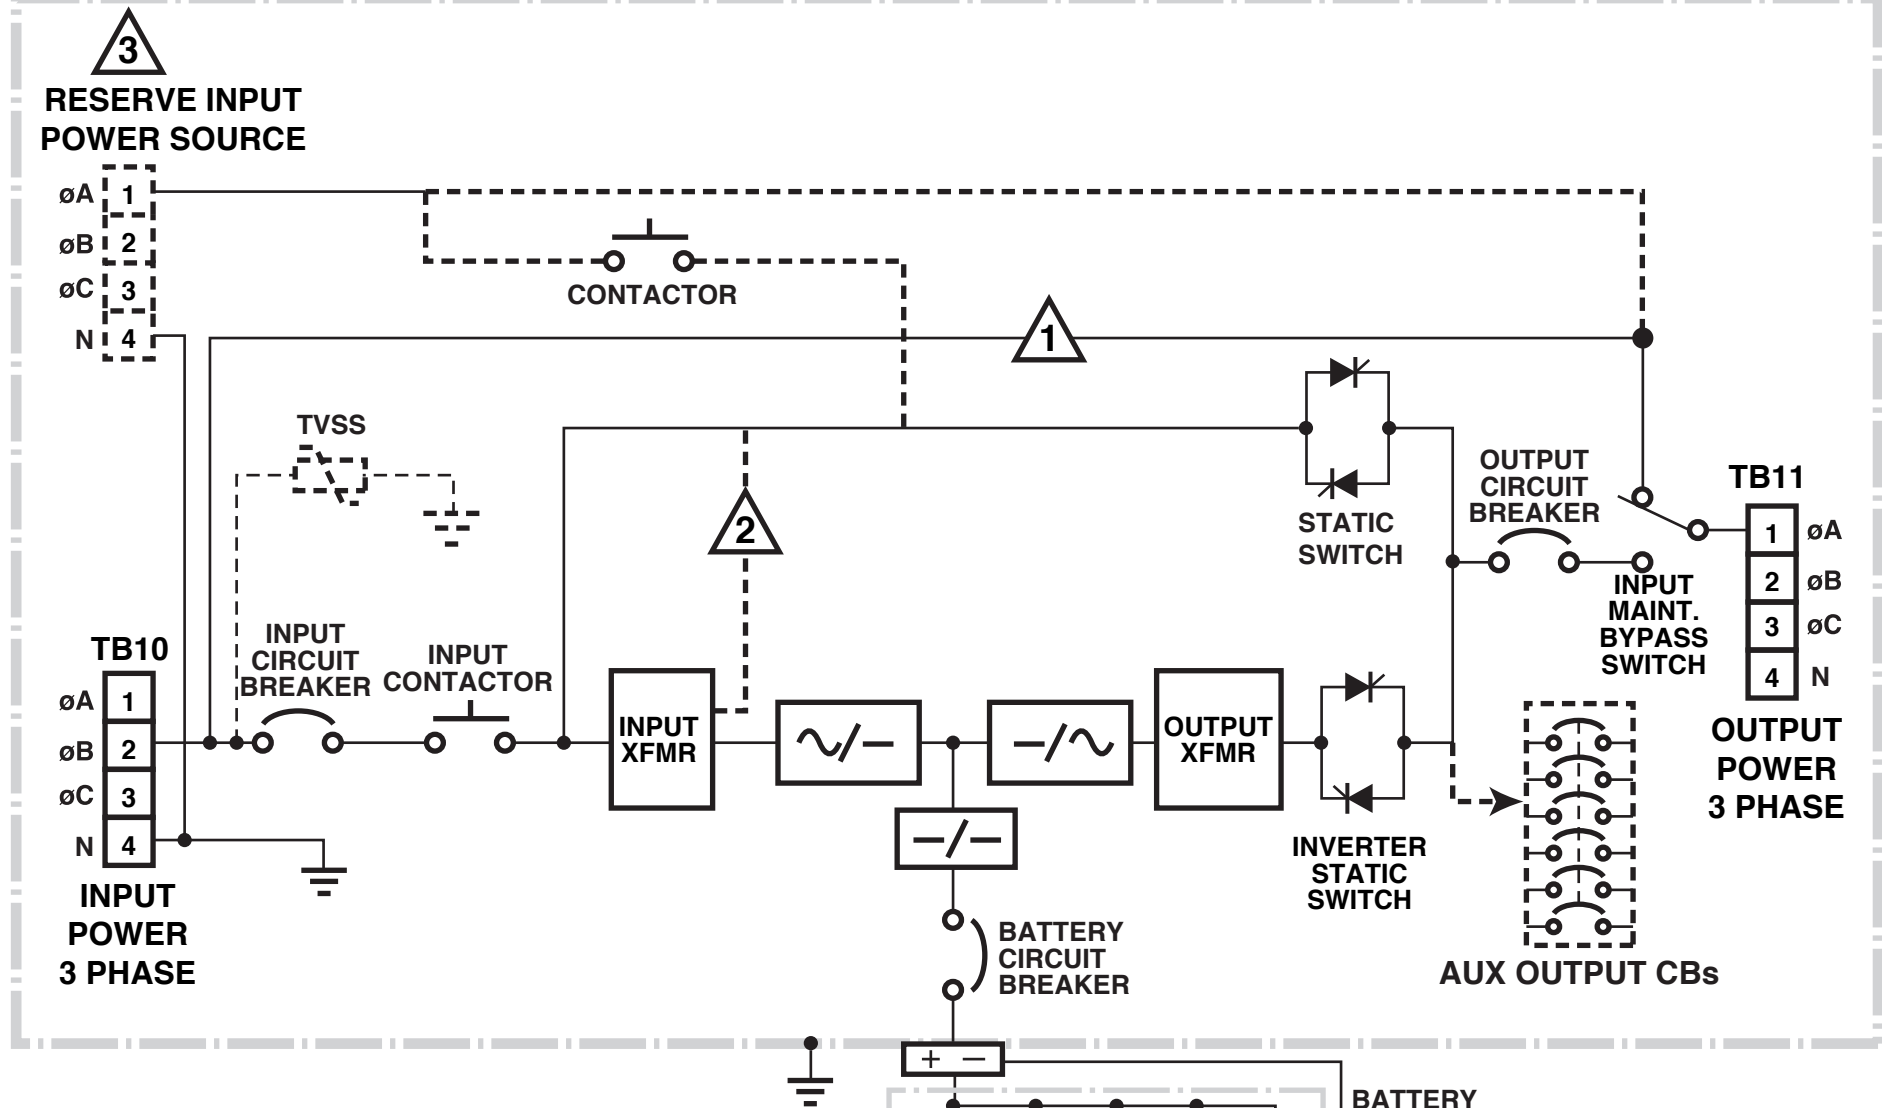 3
RESERVE INPUT
POWER SOURCE
øA 1
øB 2
øC 3
N 4
CONTACTOR
1
TVSS
2
STATIC
SWITCH
OUTPUT
CIRCUIT
BREAKER
TB11
1 øA
2 øB
3 øC
4 N
INPUT
MAINT.
BYPASS
SWITCH
OUTPUT
POWER
3 PHASE
TB10
øA 1
øB 2
øC 3
N 4
INPUT
POWER
3 PHASE
INPUT
CIRCUIT
BREAKER
INPUT
CONTACTOR
INPUT
XFMR
OUTPUT
XFMR
INVERTER
STATIC
SWITCH
AUX OUTPUT CBs
BATTERY
CIRCUIT
BREAKER
+ −
BATTERY